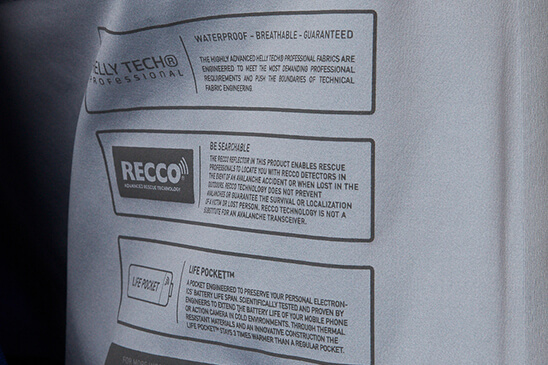 WATERPROOF - BREATHABLE - GUARANTEED
ELLY TECH®
PROFESSIONAL
THE HIGHLY ADVANCED HELLY TECH® PROFESSIONAL FABRICS ARE
ENGINEERED TO MEET THE MOST DEMANDING PROFESSIONAL
REQUIREMENTS AND PUSH THE BOUNDARIES OF TECHNICAL
FABRIC ENGINEERING.
RECCO
ADVANCED RESCUE TECHNOLOGY
BE SEARCHABLE
THE RECCO REFLECTOR IN THIS PRODUCT ENABLES RESCUE
PROFESSIONALS TO LOCATE YOU WITH RECCO DETECTORS IN
THE EVENT OF AN AVALANCHE ACCIDENT OR WHEN LOST IN THE
OUTDOORS. RECCO TECHNOLOGY DOES NOT PREVENT
AVALANCHES OR GUARANTEE THE SURVIVAL OR LOCALIZATION
OF A VICTIM OR LOST PERSON. RECCO TECHNOLOGY IS NOT A
SUBSTITUTE FOR AN AVALANCHE TRANSCEIVER.
LIFE POCKET
LIFE POCKET™
A POCKET ENGINEERED TO PRESERVE YOUR PERSONAL ELECTRON-
ICS' BATTERY LIFE SPAN. SCIENTIFICALLY TESTED AND PROVEN BY
ENGINEERS TO EXTEND THE BATTERY LIFE OF YOUR MOBILE PHONE
OR ACTION CAMERA IN COLD ENVIRONMENTS. THROUGH THERMAL
RESISTANT MATERIALS AND AN INNOVATIVE CONSTRUCTION THE
LIFE POCKET™ STAYS 3 TIMES WARMER THAN A REGULAR POCKET.
FOR MORE